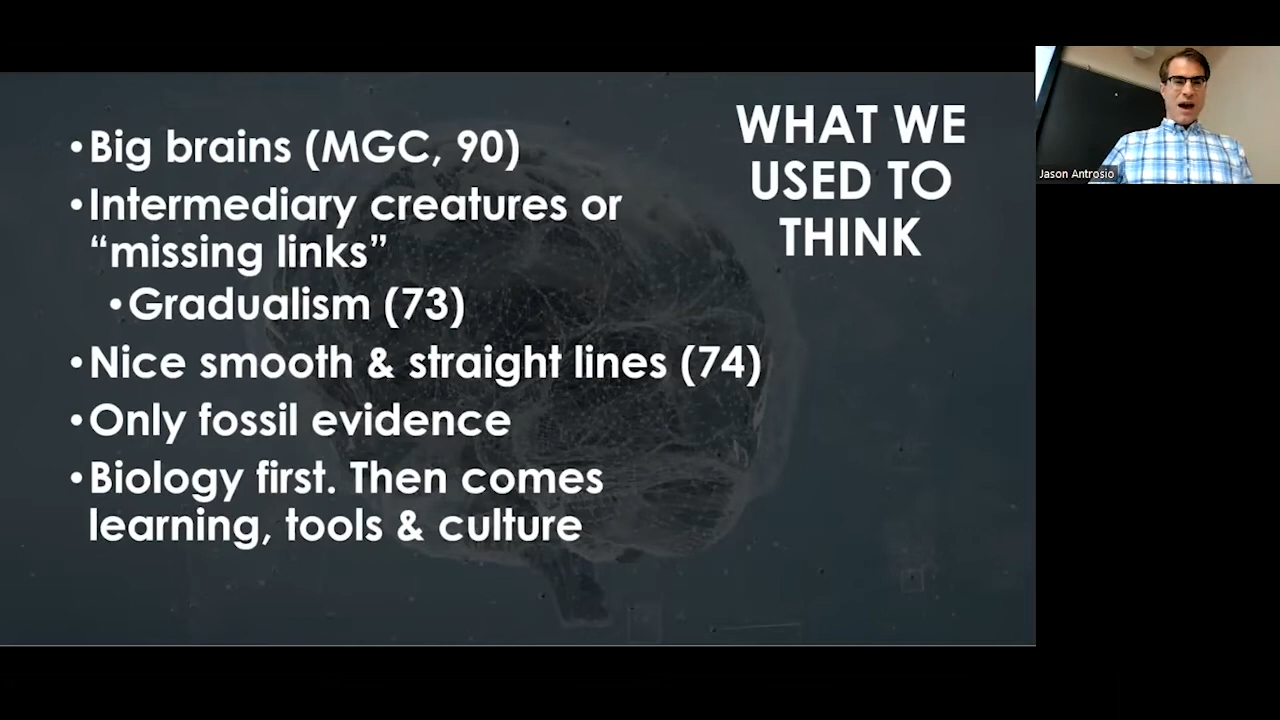 WHAT WE
USED TO
THINK
•Big brains (MGC, 90)
•Intermediary creatures or
“missing links”
•Gradualism (73)
•Nice smooth & straight lines (74)
•Only fossil evidence
•Biology first. Then comes
learning, tools & culture
Jason Antrosio